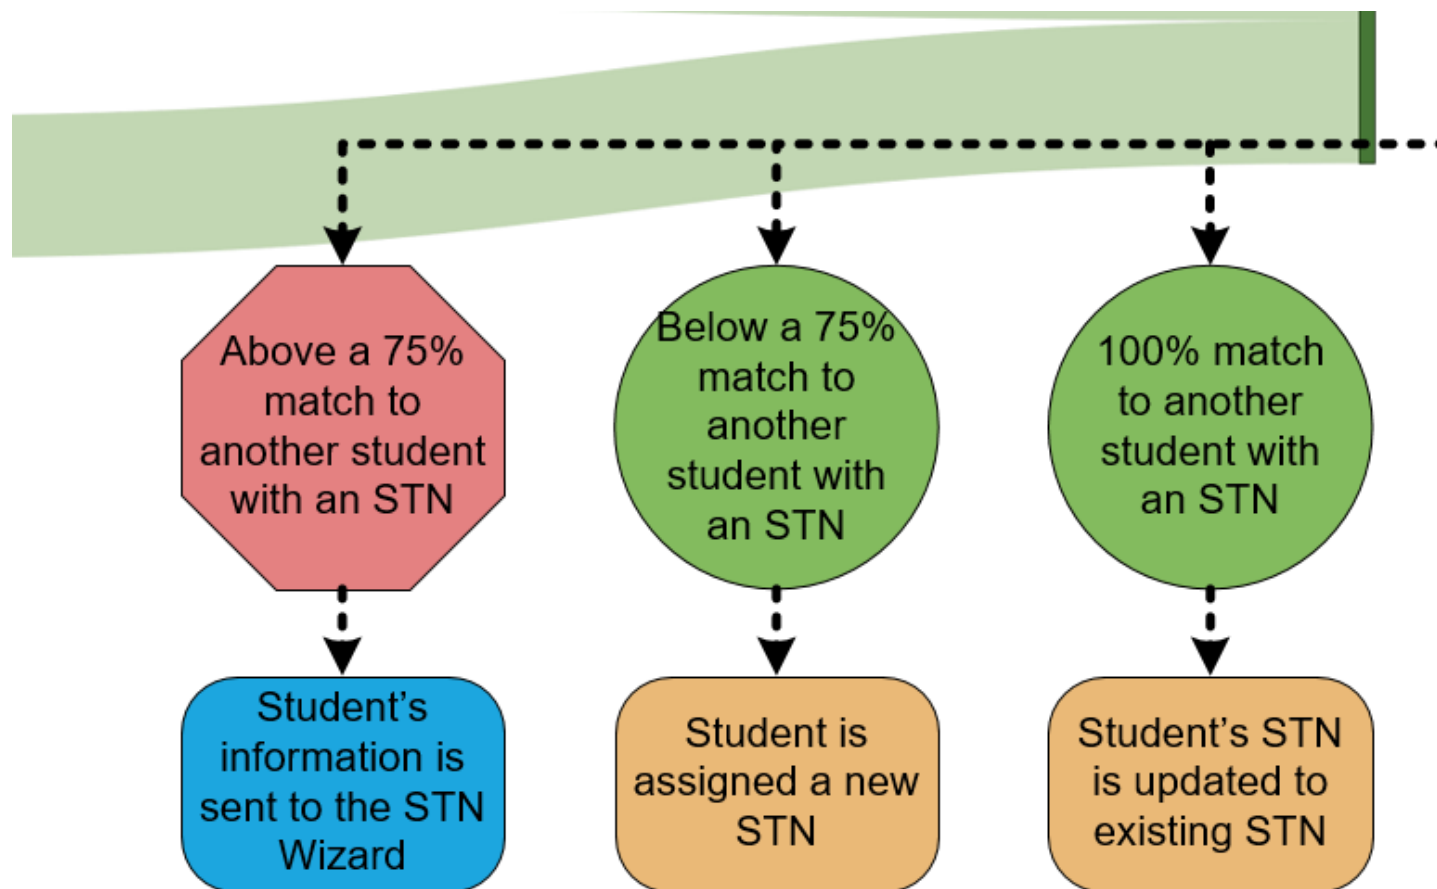 Above a 75%
match to
another student
with an STN
Below a 75%
match to
another
student with
an STN
100% match
to another
student with
an STN
Student’s
information is
sent to the STN
Wizard
Student is
assigned a new
STN
Student’s STN
is updated to
existing STN